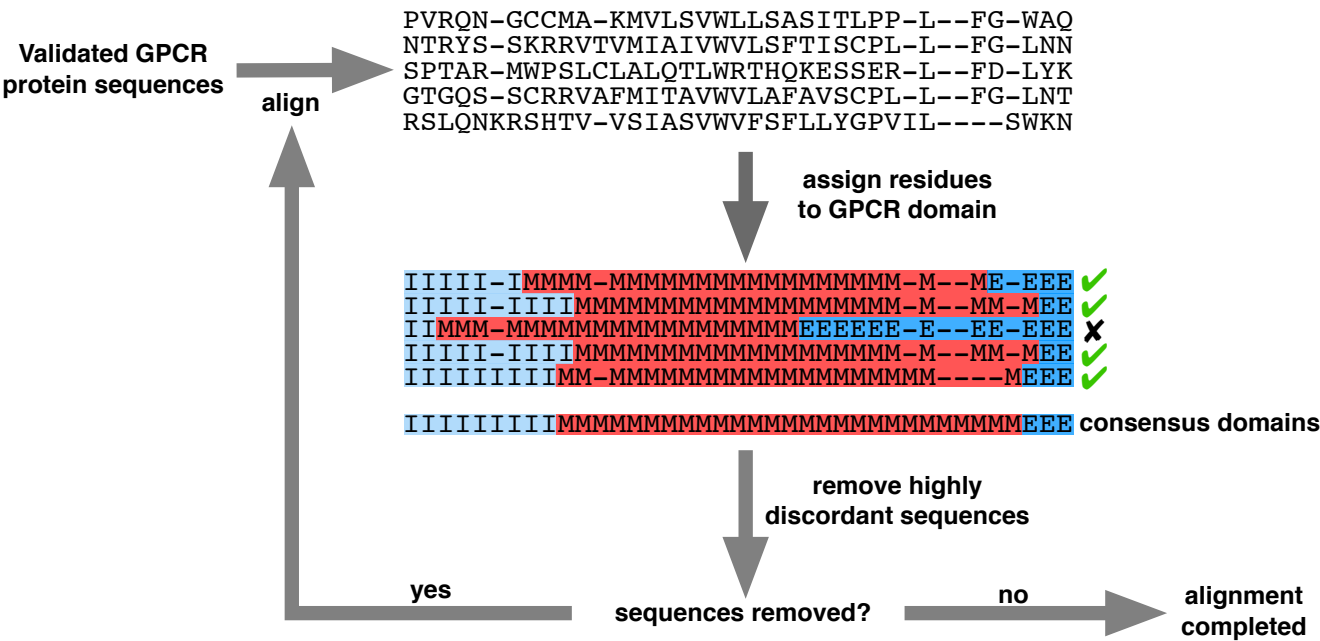 PVRQN-GCCMA-KMVLSVWLLSASITLPP-L--FG-WAQ
NTRYS-SKRRVTVMIAIVWVLSFTISCPL-L--FG-LNN
SPTAR-MWPSLCLALQTLWRTHQKESSER-L--FD-LYK
GTGQS-SCRRVAFMITAVWVLAFAVSCPL-L--FG-LNT
RSLQNKRSHTV-VSIASVWVFSFLLYGPVIL----SWKN
Validated GPCR
protein sequences
align
assign residues
to GPCR domain
IIIII-IMMMM-MMMMMMMMMMMMMMMMM-M--ME-EEE ✔
IIIII-IIIIMMMMMMMMMMMMMMMMMMM-M--MM-MEE ✔
IIMMM-MMMMMMMMMMMMMMMMMEEEEEE-E--EE-EEE ✘
IIIII-IIIIMMMMMMMMMMMMMMMMMMM-M--MM-MEE ✔
IIIIIIIIIMM-MMMMMMMMMMMMMMMMMMM----MEEE ✔
IIIIIIIIIMMMMMMMMMMMMMMMMMMMMMMMMMMMEEE consensus domains
remove highly
discordant sequences
yes
sequences removed?
no
alignment
completed